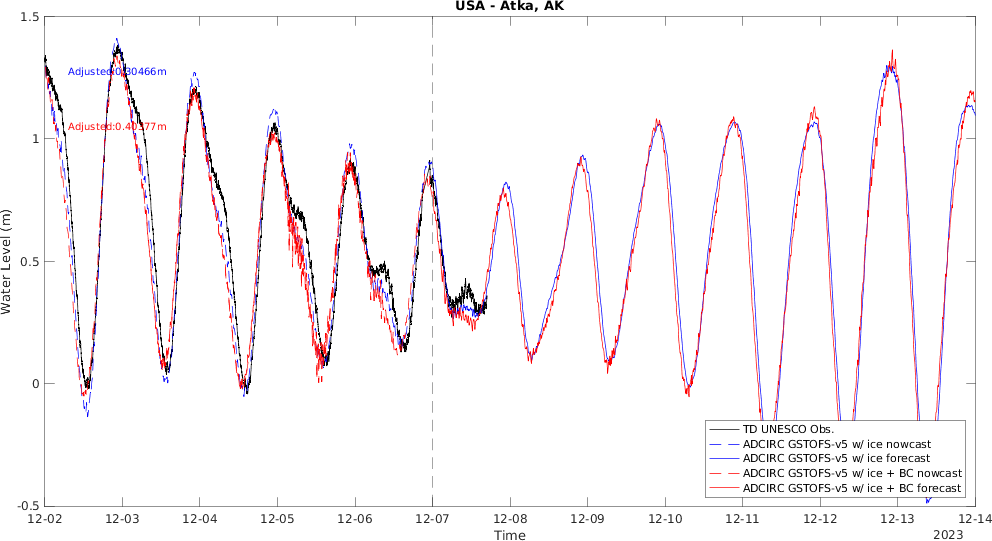 USA - Atka, AK
1.5
1
0.5
0
-0.5
Water Level (m)
Adjusted:0.30466m
Adjusted:0.40377m
TD UNESCO Obs.
ADCIRC GSTOFS-v5 w/ ice nowcast
ADCIRC GSTOFS-v5 w/ ice forecast
ADCIRC GSTOFS-v5 w/ ice + BC nowcast
ADCIRC GSTOFS-v5 w/ ice + BC forecast
12-02 12-03 12-04 12-05 12-06 12-07 12-08 12-09 12-10 12-11 12-12 12-13 12-14
Time
2023